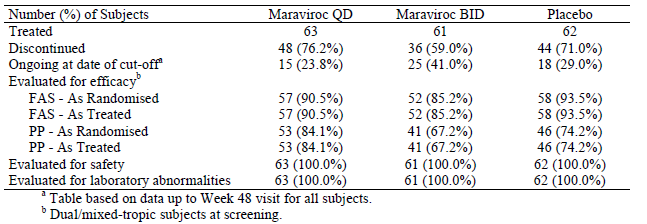 Number (%) of Subjects Maraviroc QD Maraviroc BID Placebo
Treated 63 61 62
Discontinued 48 (76.2%) 36 (59.0%) 44 (71.0%)
Ongoing at date of cut-offa 15 (23.8%) 25 (41.0%) 18 (29.0%)
Evaluated for efficacyb
FAS - As Randomised 57 (90.5%) 52 (85.2%) 58 (93.5%)
FAS - As Treated 57 (90.5%) 52 (85.2%) 58 (93.5%)
PP - As Randomised 53 (84.1%) 41 (67.2%) 46 (74.2%)
PP - As Treated 53 (84.1%) 41 (67.2%) 46 (74.2%)
Evaluated for safety 63 (100.0%) 61 (100.0%) 62 (100.0%)
Evaluated for laboratory abnormalities 63 (100.0%) 61 (100.0%) 62 (100.0%)
a Table based on data up to Week 48 visit for all subjects.
b Dual/mixed-tropic subjects at screening.